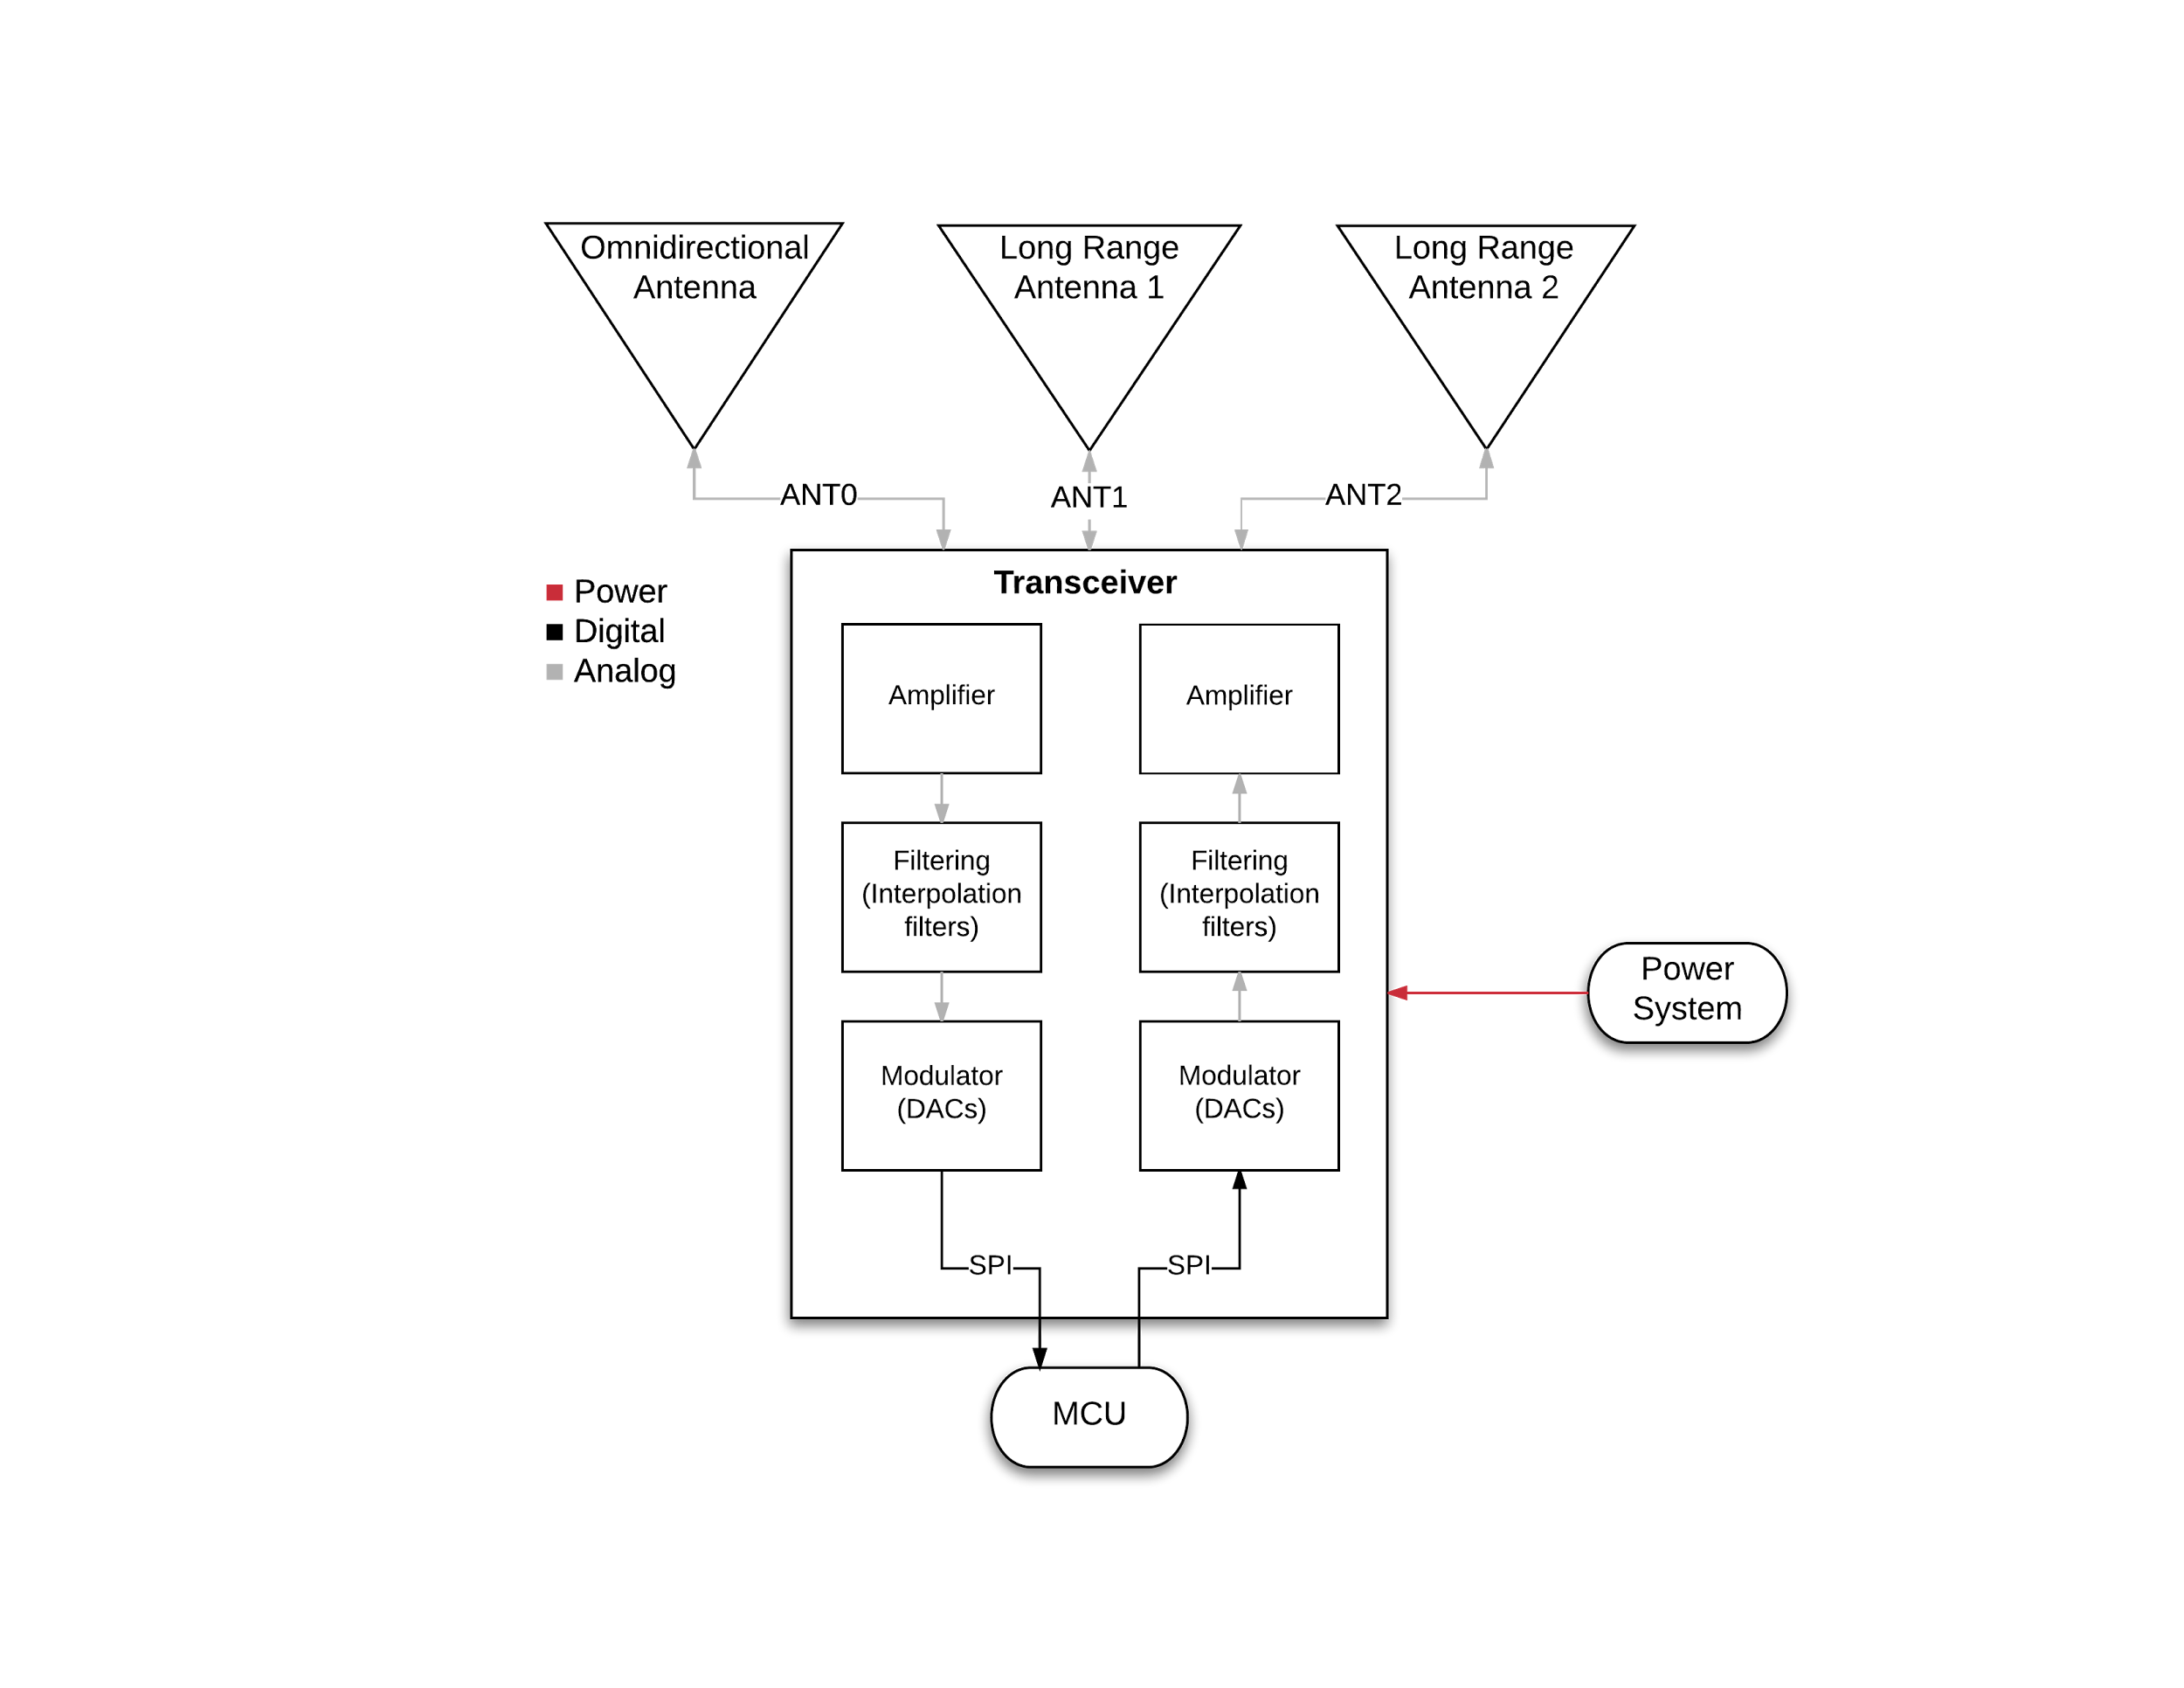 Omnidirectional
Antenna
Long Range
Antenna 1
Long Range
Antenna 2
ANT0
ANT1
ANT2
Power
Digital
Analog
Transceiver
Amplifier
Amplifier
Filtering
(Interpolation
filters)
Filtering
(Interpolation
filters)
Power
System
Modulator
(DACs)
Modulator
(DACs)
SPI
SPI
MCU